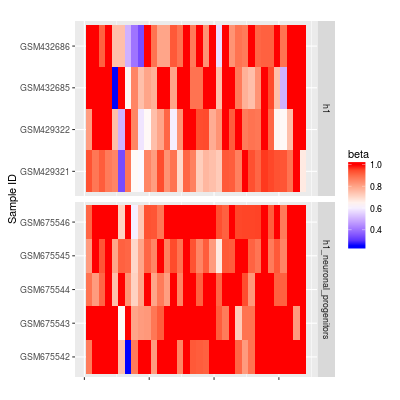 GSM432686
GSM432685
GSM429322
GSM429321
h1
GSM675546
GSM675545
GSM675544
GSM675543
GSM675542
h1_neuronal_progenitors
Sample ID
beta
1.0
0.8
0.6
0.4